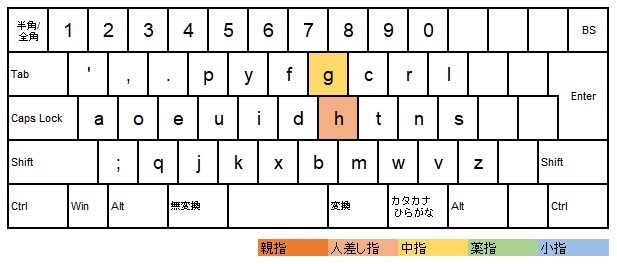 半角/
全角 1 2 3 4 5 6 7 8 9 0 BS
Tab ' , . p y f g c r l
Enter
Caps Lock a o e u i d h t n s
Shift ; q j k x b m w v z Shift
Ctrl Win Alt 無変換 変換 カタカナ
ひらがな Alt Ctrl
親指 人差し指 中指 薬指 小指